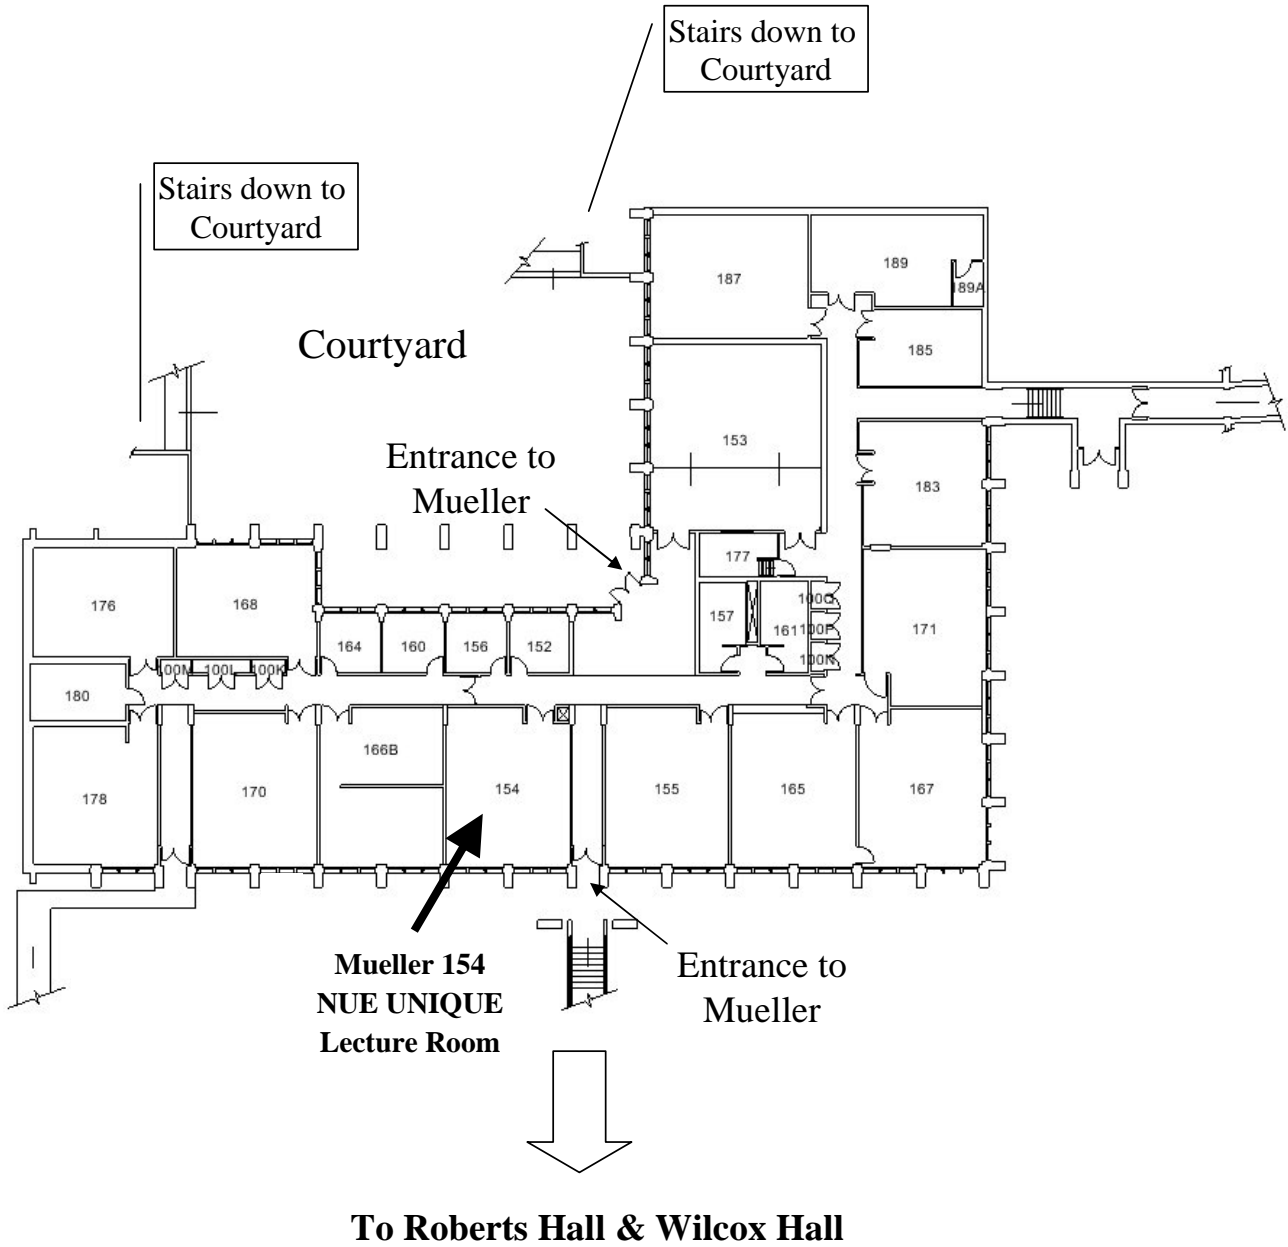 Stairs down to
Courtyard
Stairs down to
Courtyard
187
189
189A
185
Courtyard
153
183
Entrance to
Mueller
177
176
168
157
161
100O
100P
100N
171
164
160
156
152
100M
100L
100K
180
166B
178
170
154
155
165
167
Mueller 154
NUE UNIQUE
Lecture Room
Entrance to
Mueller
To Roberts Hall & Wilcox Hall